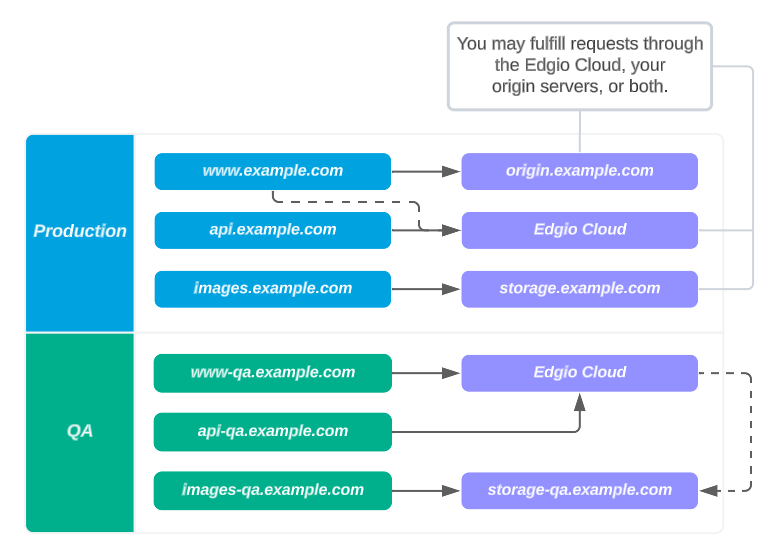 You may fulfill requests through
the Edgio Cloud, your
origin servers, or both.
Production
www.example.com
origin.example.com
api.example.com
Edgio Cloud
images.example.com
storage.example.com
QA
www-qa.example.com
Edgio Cloud
api-qa.example.com
images-qa.example.com
storage-qa.example.com